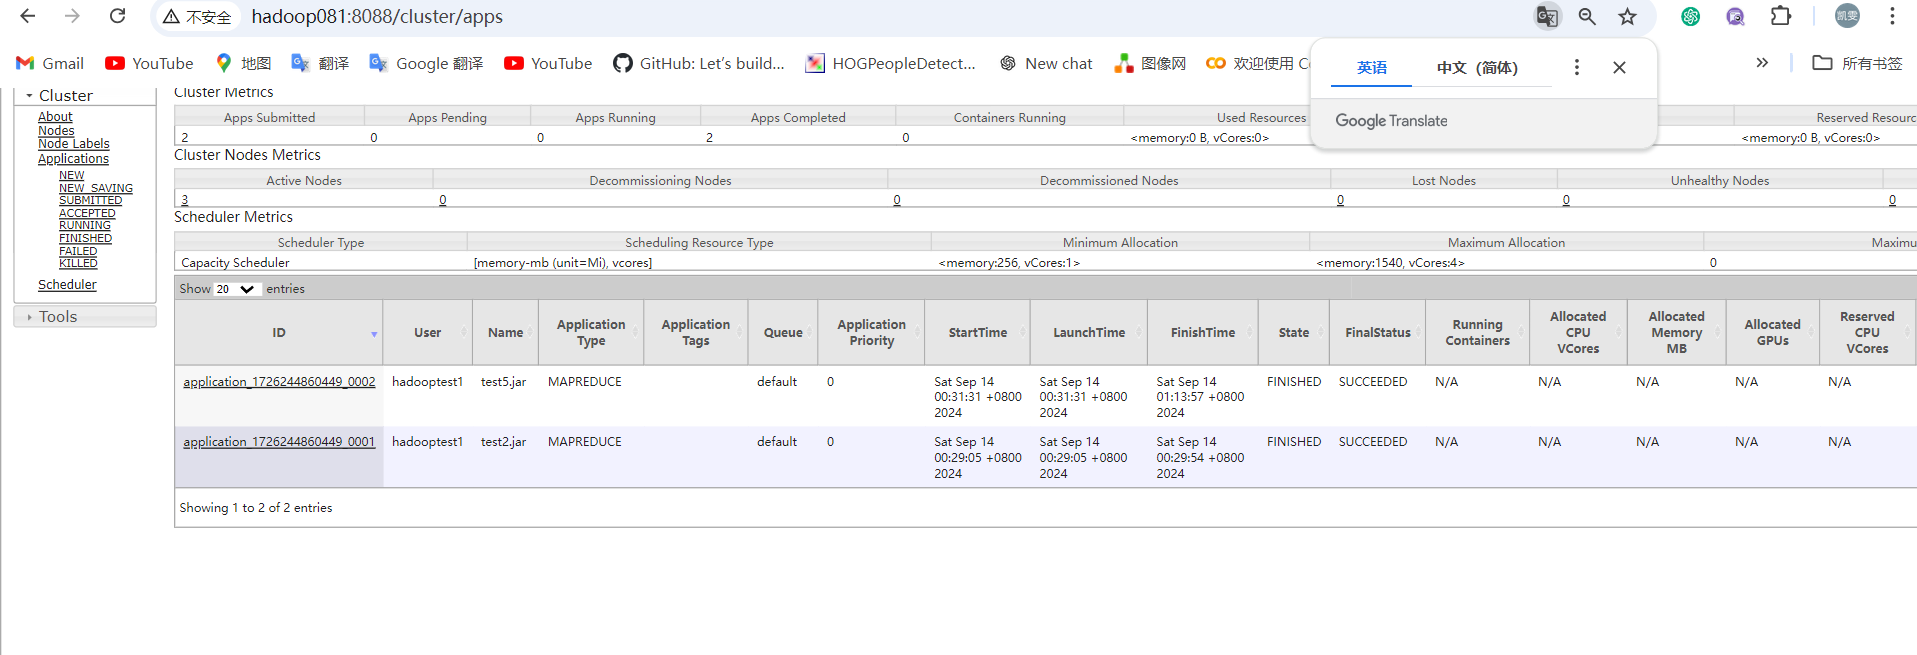 不安全 hadoop081:8088/cluster/apps 凯雯
Gmail YouTube 地图 翻译 Google 翻译 YouTube GitHub: Let's build... HOGPeopleDetect... New chat 图像网 欢迎使用 C » 所有书签
英语 中文（简体）
Google Translate
Cluster
About
Nodes
Node Labels
Applications
NEW
NEW_SAVING
SUBMITTED
ACCEPTED
RUNNING
FINISHED
FAILED
KILLED
Scheduler
Tools
Cluster Metrics
Apps Submitted Apps Pending Apps Running Apps Completed Containers Running Used Resources Reserved Resourc
2 0 0 2 0 <memory:0 B, vCores:0> <memory:0 B, vCores:0>
Cluster Nodes Metrics
Active Nodes Decommissioning Nodes Decommissioned Nodes Lost Nodes Unhealthy Nodes
3 0 0 0 0 0
Scheduler Metrics
Scheduler Type Scheduling Resource Type Minimum Allocation Maximum Allocation Maximu
Capacity Scheduler [memory-mb (unit=Mi), vcores] <memory:256, vCores:1> <memory:1540, vCores:4> 0
Show 20 entries
ID User Name Application Type Application Tags Queue Application Priority StartTime LaunchTime FinishTime State FinalStatus Running Containers Allocated CPU VCores Allocated Memory MB Allocated GPUs Reserved CPU VCores
application_1726244860449_0002 hadooptest1 test5.jar MAPREDUCE default 0 Sat Sep 14 00:31:31 +0800 2024 Sat Sep 14 00:31:31 +0800 2024 Sat Sep 14 01:13:57 +0800 2024 FINISHED SUCCEEDED N/A N/A N/A N/A N/A
application_1726244860449_0001 hadooptest1 test2.jar MAPREDUCE default 0 Sat Sep 14 00:29:05 +0800 2024 Sat Sep 14 00:29:05 +0800 2024 Sat Sep 14 00:29:54 +0800 2024 FINISHED SUCCEEDED N/A N/A N/A N/A N/A
Showing 1 to 2 of 2 entries